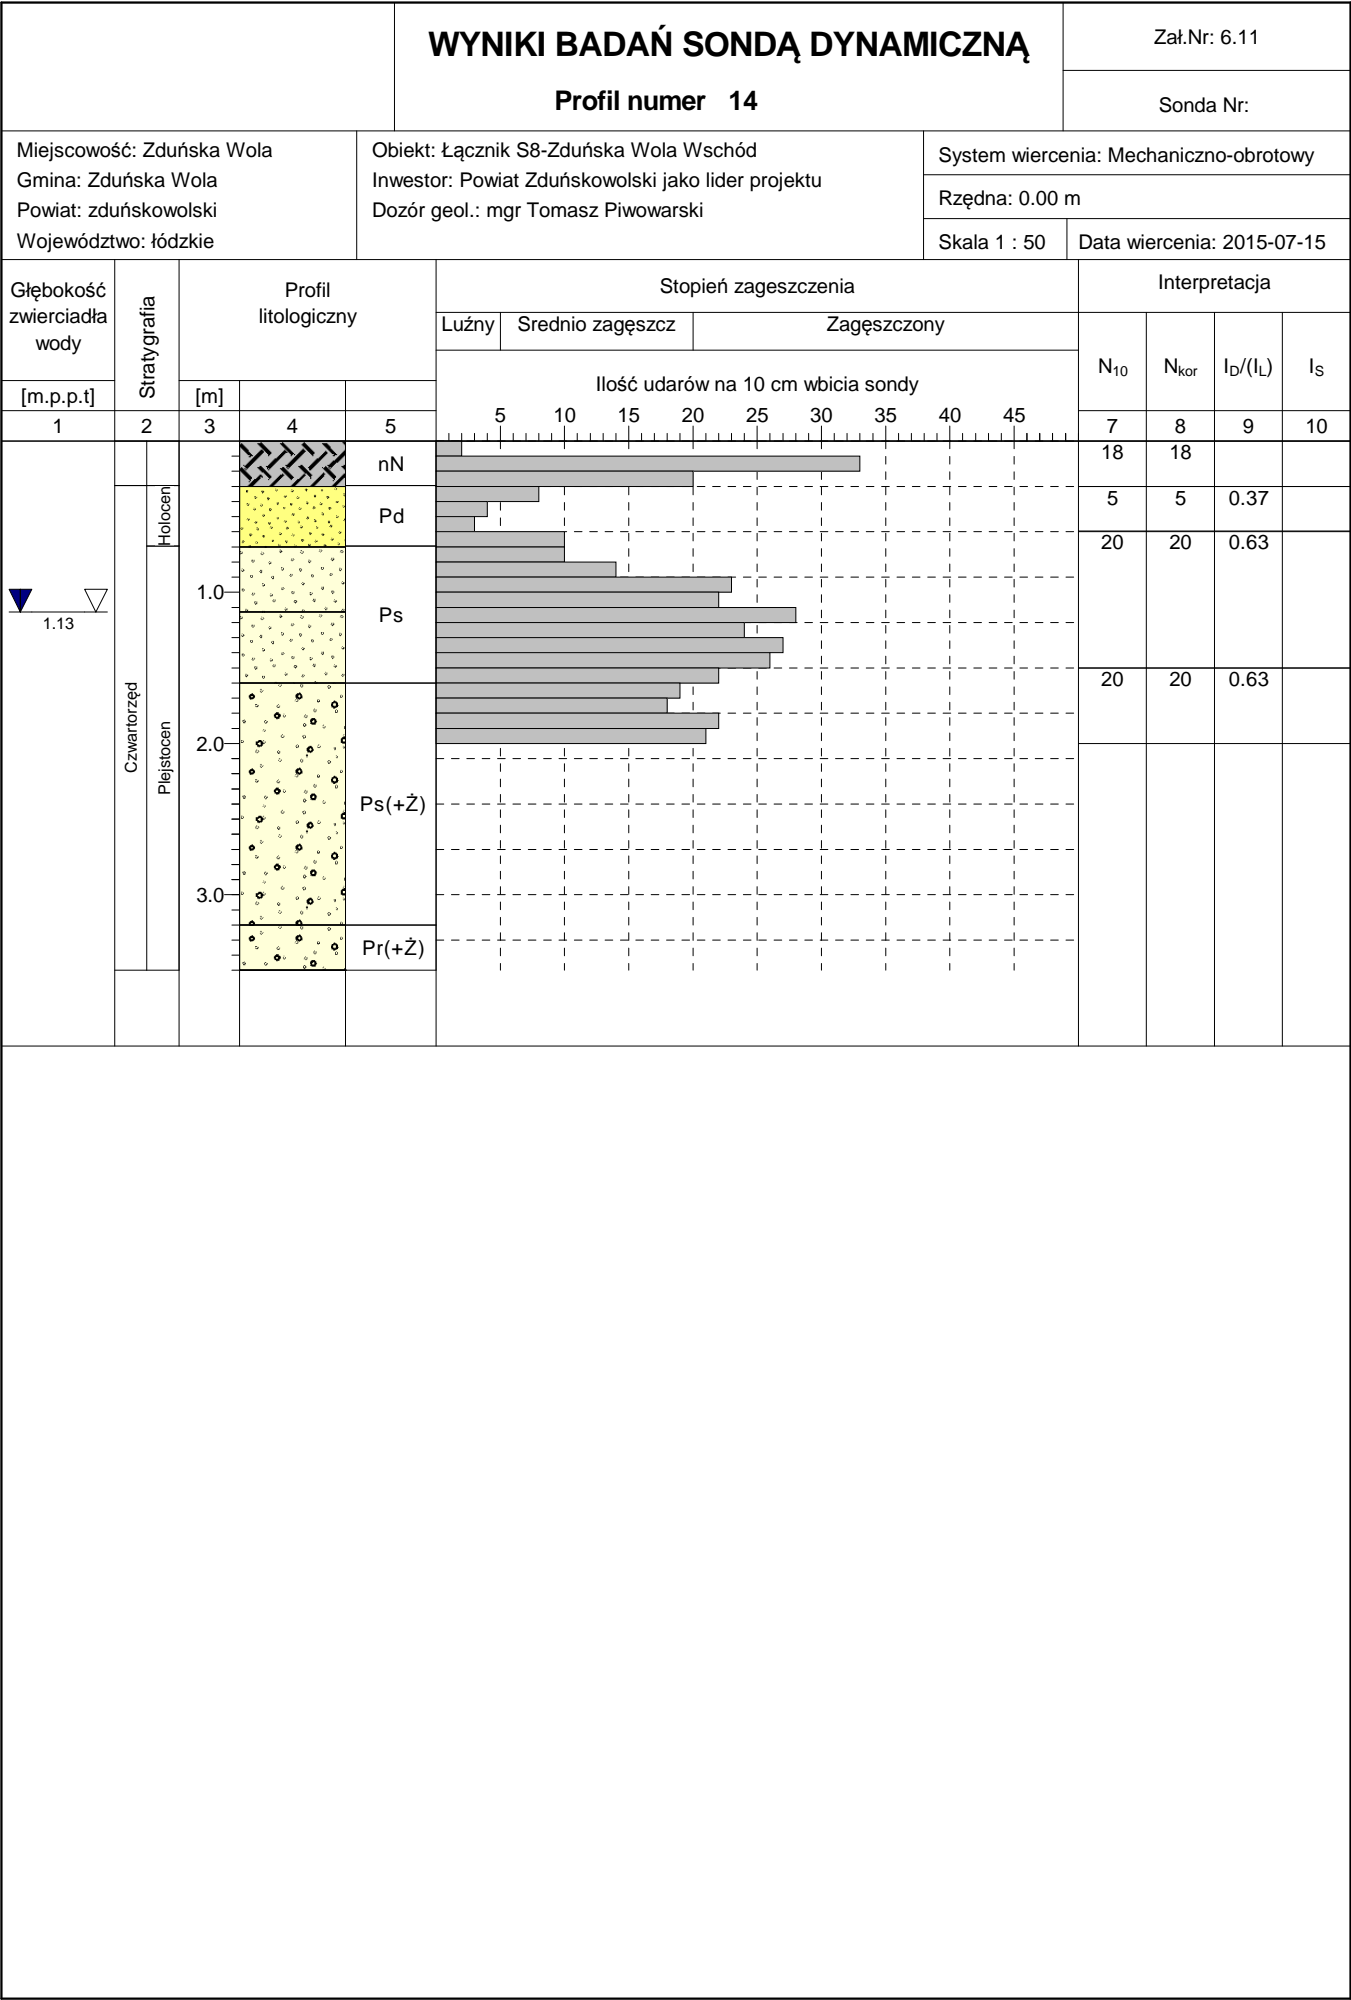 WYNIKI BADAŃ SONDĄ DYNAMICZNĄ
Profil numer 14
Zał.Nr: 6.11
Sonda Nr:
Miejscowość: Zduńska Wola
Gmina: Zduńska Wola
Powiat: zduńskowolski
Województwo: łódzkie
Obiekt: Łącznik S8-Zduńska Wola Wschód
Inwestor: Powiat Zduńskowolski jako lider projektu
Dozór geol.: mgr Tomasz Piwowarski
System wiercenia: Mechaniczno-obrotowy
Rzędna: 0.00 m
Skala 1 : 50
Data wiercenia: 2015-07-15
Głębokość
zwierciadła
wody
[m.p.p.t]
Stratygrafia
Profil
litologiczny
[m]
Stopień zageszczenia
Luźny
Srednio zagęszcz
Zagęszczony
Ilość udarów na 10 cm wbicia sondy
5 10 15 20 25 30 35 40 45
Interpretacja
N10 Nkor ID/(IL) IS
1 2 3 4 5 7 8 9 10
nN
18 18
Holocen
Pd
5 5 0.37
20 20 0.63
1.0
1.13
Ps
20 20 0.63
Czwartorzęd
Plejstocen
2.0
Ps(+Ż)
3.0
Pr(+Ż)